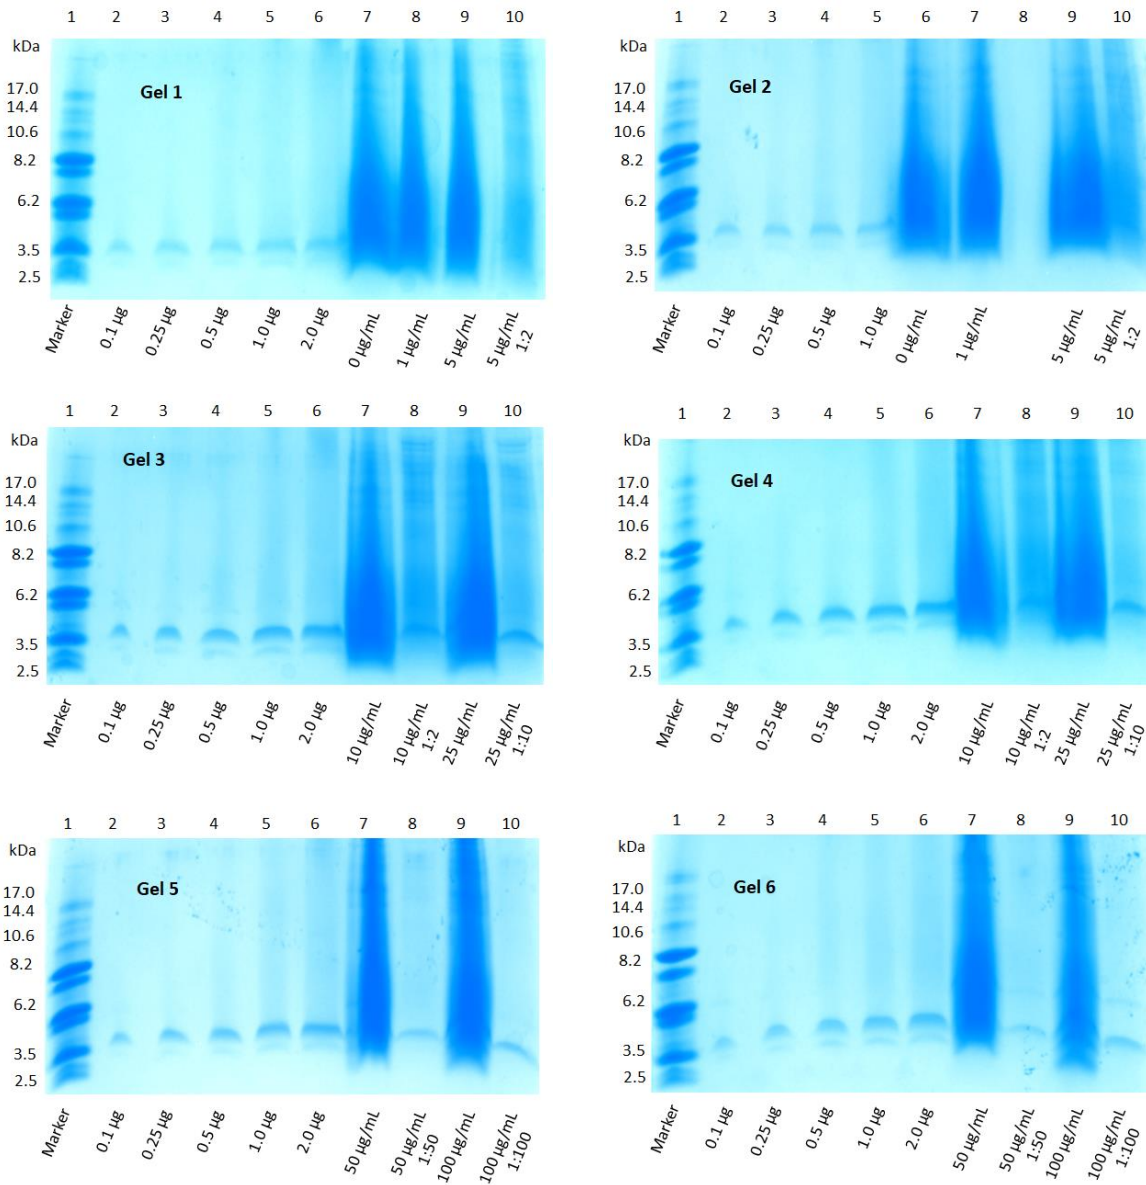 1 2 3 4 5 6 7 8 9 10
kDa
Gel 1
17.0
14.4
10.6
8.2
6.2
3.5
2.5
Marker
0.1 µg
0.25 µg
0.5 µg
1.0 µg
2.0 µg
0 µg/mL
1 µg/mL
5 µg/mL
5 µg/mL
1:2
1 2 3 4 5 6 7 8 9 10
kDa
Gel 2
17.0
14.4
10.6
8.2
6.2
3.5
2.5
Marker
0.1 µg
0.25 µg
0.5 µg
1.0 µg
0 µg/mL
1 µg/mL
5 µg/mL
5 µg/mL
1:2
1 2 3 4 5 6 7 8 9 10
kDa
Gel 3
17.0
14.4
10.6
8.2
6.2
3.5
2.5
Marker
0.1 µg
0.25 µg
0.5 µg
1.0 µg
2.0 µg
10 µg/mL
10 µg/mL
1:2
25 µg/mL
25 µg/mL
1:10
1 2 3 4 5 6 7 8 9 10
kDa
Gel 4
17.0
14.4
10.6
8.2
6.2
3.5
2.5
Marker
0.1 µg
0.25 µg
0.5 µg
1.0 µg
2.0 µg
10 µg/mL
10 µg/mL
1:2
25 µg/mL
25 µg/mL
1:10
1 2 3 4 5 6 7 8 9 10
kDa
Gel 5
17.0
14.4
10.6
8.2
6.2
3.5
2.5
Marker
0.1 µg
0.25 µg
0.5 µg
1.0 µg
2.0 µg
50 µg/mL
50 µg/mL
1:50
100 µg/mL
100 µg/mL
1:100
1 2 3 4 5 6 7 8 9 10
kDa
Gel 6
17.0
14.4
10.6
8.2
6.2
3.5
2.5
Marker
0.1 µg
0.25 µg
0.5 µg
1.0 µg
2.0 µg
50 µg/mL
50 µg/mL
1:50
100 µg/mL
100 µg/mL
1:100